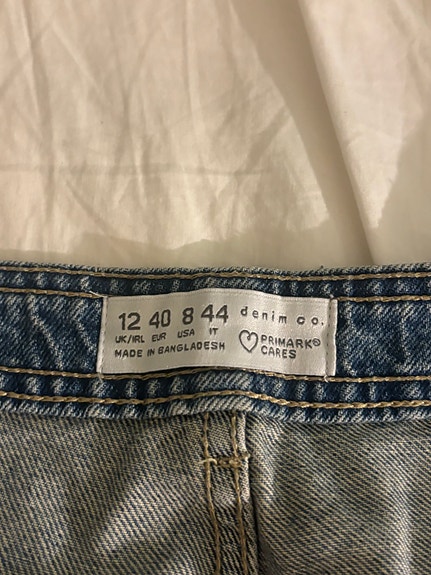 12 40 8 44 denim co.
UK/IRL EUR USA IT
MADE IN BANGLADESH
PRIMARK®
CARES